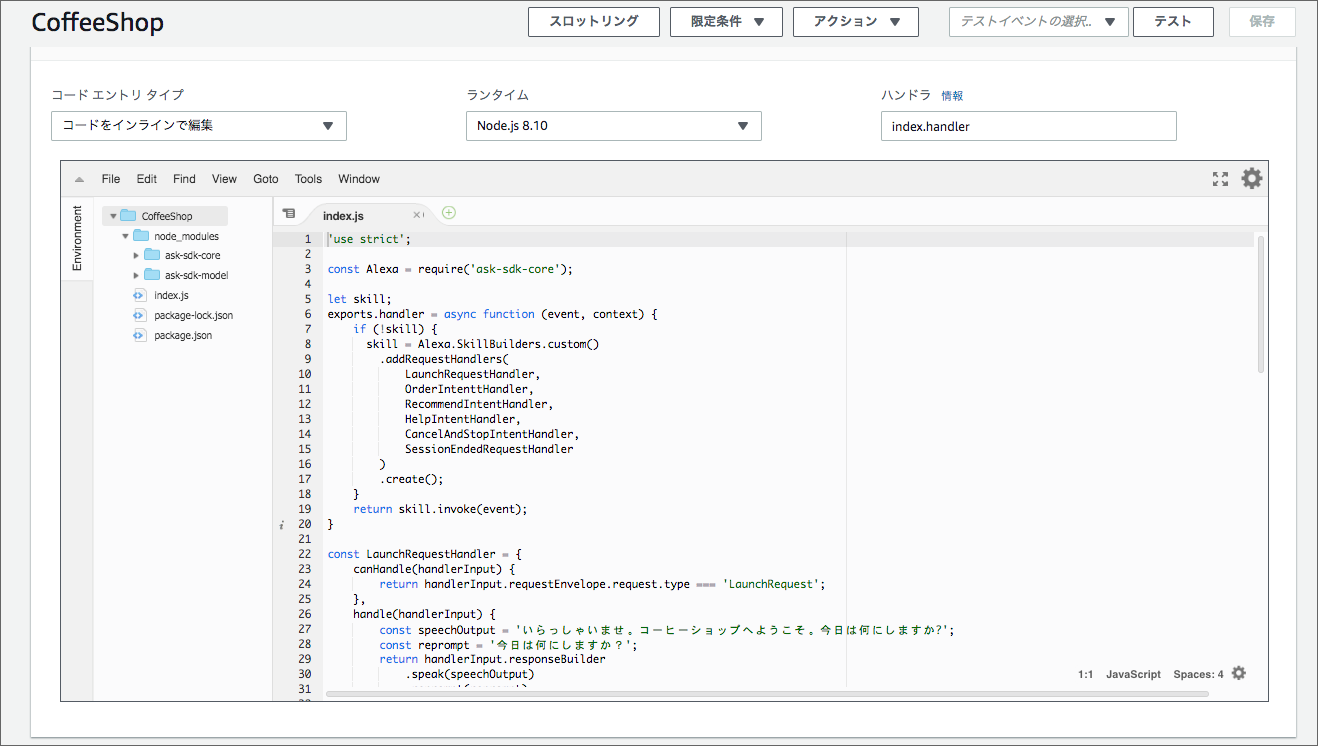 CoffeeShop スロットリング 限定条件 アクション テストイベントの選択.. テスト 保存
コード エントリ タイプ ランタイム ハンドラ 情報
コードをインラインで編集 Node.js 8.10 index.handler
File Edit Find View Goto Tools Window
Environment
CoffeeShop
node_modules
ask-sdk-core
ask-sdk-model
index.js
package-lock.json
package.json
index.js
1 'use strict';
2
3 const Alexa = require('ask-sdk-core');
4
5 let skill;
6 exports.handler = async function (event, context) {
7 if (!skill) {
8 skill = Alexa.SkillBuilders.custom()
9 .addRequestHandlers(
10 LaunchRequestHandler,
11 OrderIntenttHandler,
12 RecommendIntentHandler,
13 HelpIntentHandler,
14 CancelAndStopIntentHandler,
15 SessionEndedRequestHandler
16 )
17 .create();
18 }
19 return skill.invoke(event);
20 }
21
22 const LaunchRequestHandler = {
23 canHandle(handlerInput) {
24 return handlerInput.requestEnvelope.request.type === 'LaunchRequest';
25 },
26 handle(handlerInput) {
27 const speechOutput = 'いらっしゃいませ。コーヒーショップへようこそ。今日は何にしますか?';
28 const reprompt = '今日は何にしますか？';
29 return handlerInput.responseBuilder
30 .speak(speechOutput)
31
1:1 JavaScript Spaces: 4